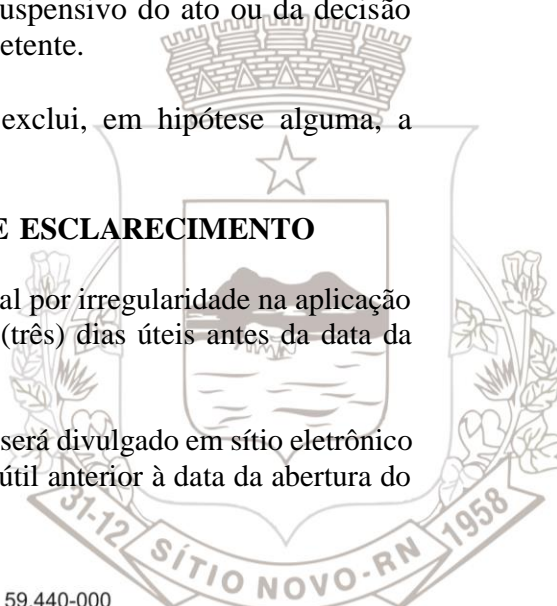 uspensivo do ato ou da decisão
etente.
exclui, em hipótese alguma, a
E ESCLARECIMENTO
al por irregularidade na aplicação
(três) dias úteis antes da data da
será divulgado em sítio eletrônico
útil anterior à data da abertura do
31-12 SÍTIO NOVO-RN 1958
59.440-000